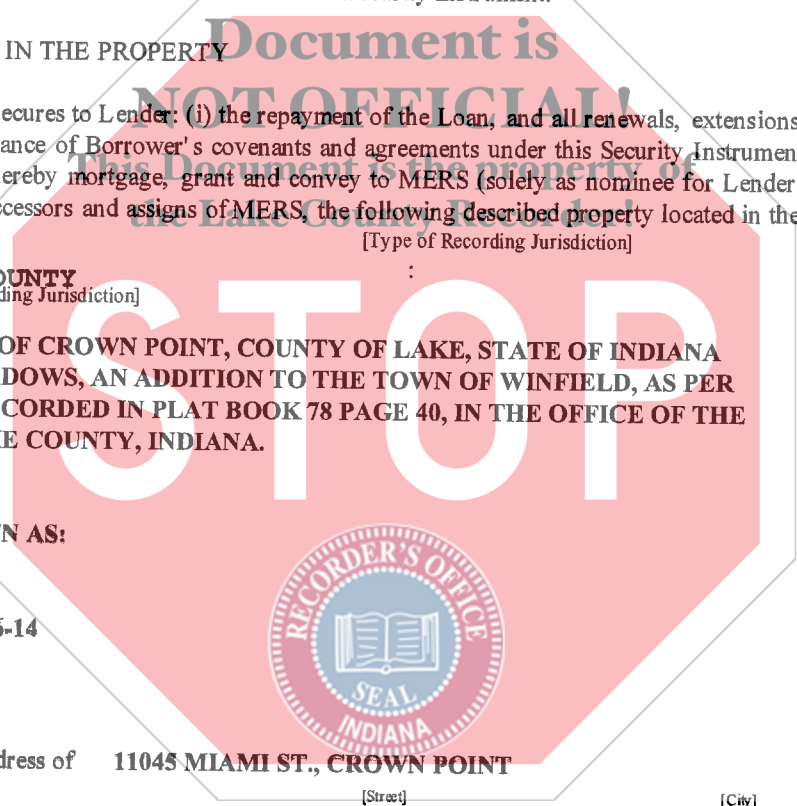 Document is
IN THE PROPERTY
NOT OFFICIAL!
ecures to Lender: (i) the repayment of the Loan, and all renewals, extensions
ance of Borrower's covenants and agreements under this Security Instrumen
This Document is the property of
ereby mortgage, grant and convey to MERS (solely as nominee for Lender
ccessors and assigns of MERS, the following described property located in the
the Lake County Recorder!
[Type of Recording Jurisdiction]
OUNTY :
ding Jurisdiction]
STOP
OF CROWN POINT, COUNTY OF LAKE, STATE OF INDIANA
DOWS, AN ADDITION TO THE TOWN OF WINFIELD, AS PER
CORDED IN PLAT BOOK 78 PAGE 40, IN THE OFFICE OF THE
E COUNTY, INDIANA.
N AS:
RECORDER'S OFFICE
SEAL
INDIANA
-14
dress of 11045 MIAMI ST., CROWN POINT
[Street] [City]